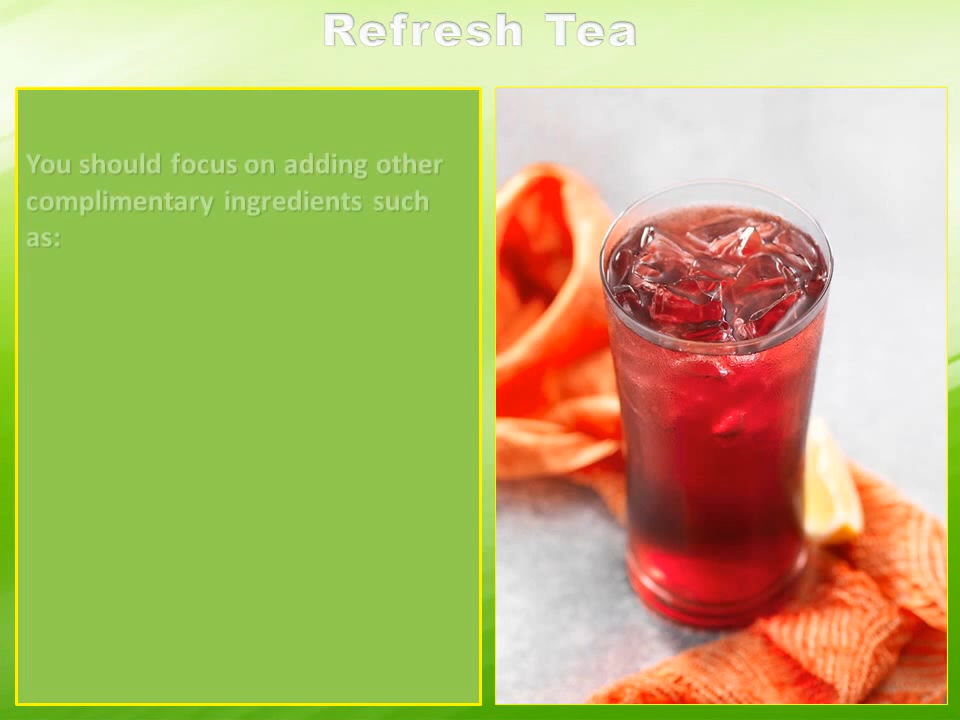 Refresh Tea
You should focus on adding other
complimentary ingredients such
as: